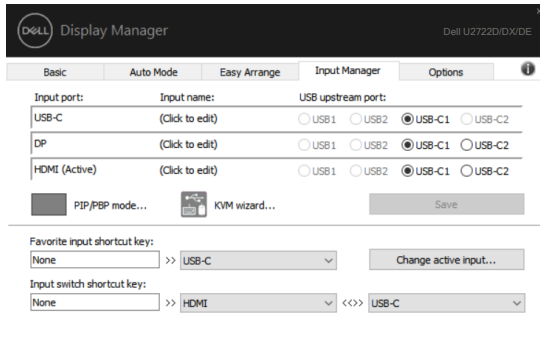 DELL Display Manager
Dell U2722D/DX/DE
Basic Auto Mode Easy Arrange Input Manager Options
Input port: Input name: USB upstream port:
USB-C (Click to edit) USB1 USB2 USB-C1 USB-C2
DP (Click to edit) USB1 USB2 USB-C1 USB-C2
HDMI (Active) (Click to edit) USB1 USB2 USB-C1 USB-C2
PIP/PBP mode... KVM wizard... Save
Favorite input shortcut key:
None >> USB-C Change active input...
Input switch shortcut key:
None >> HDMI <<>> USB-C